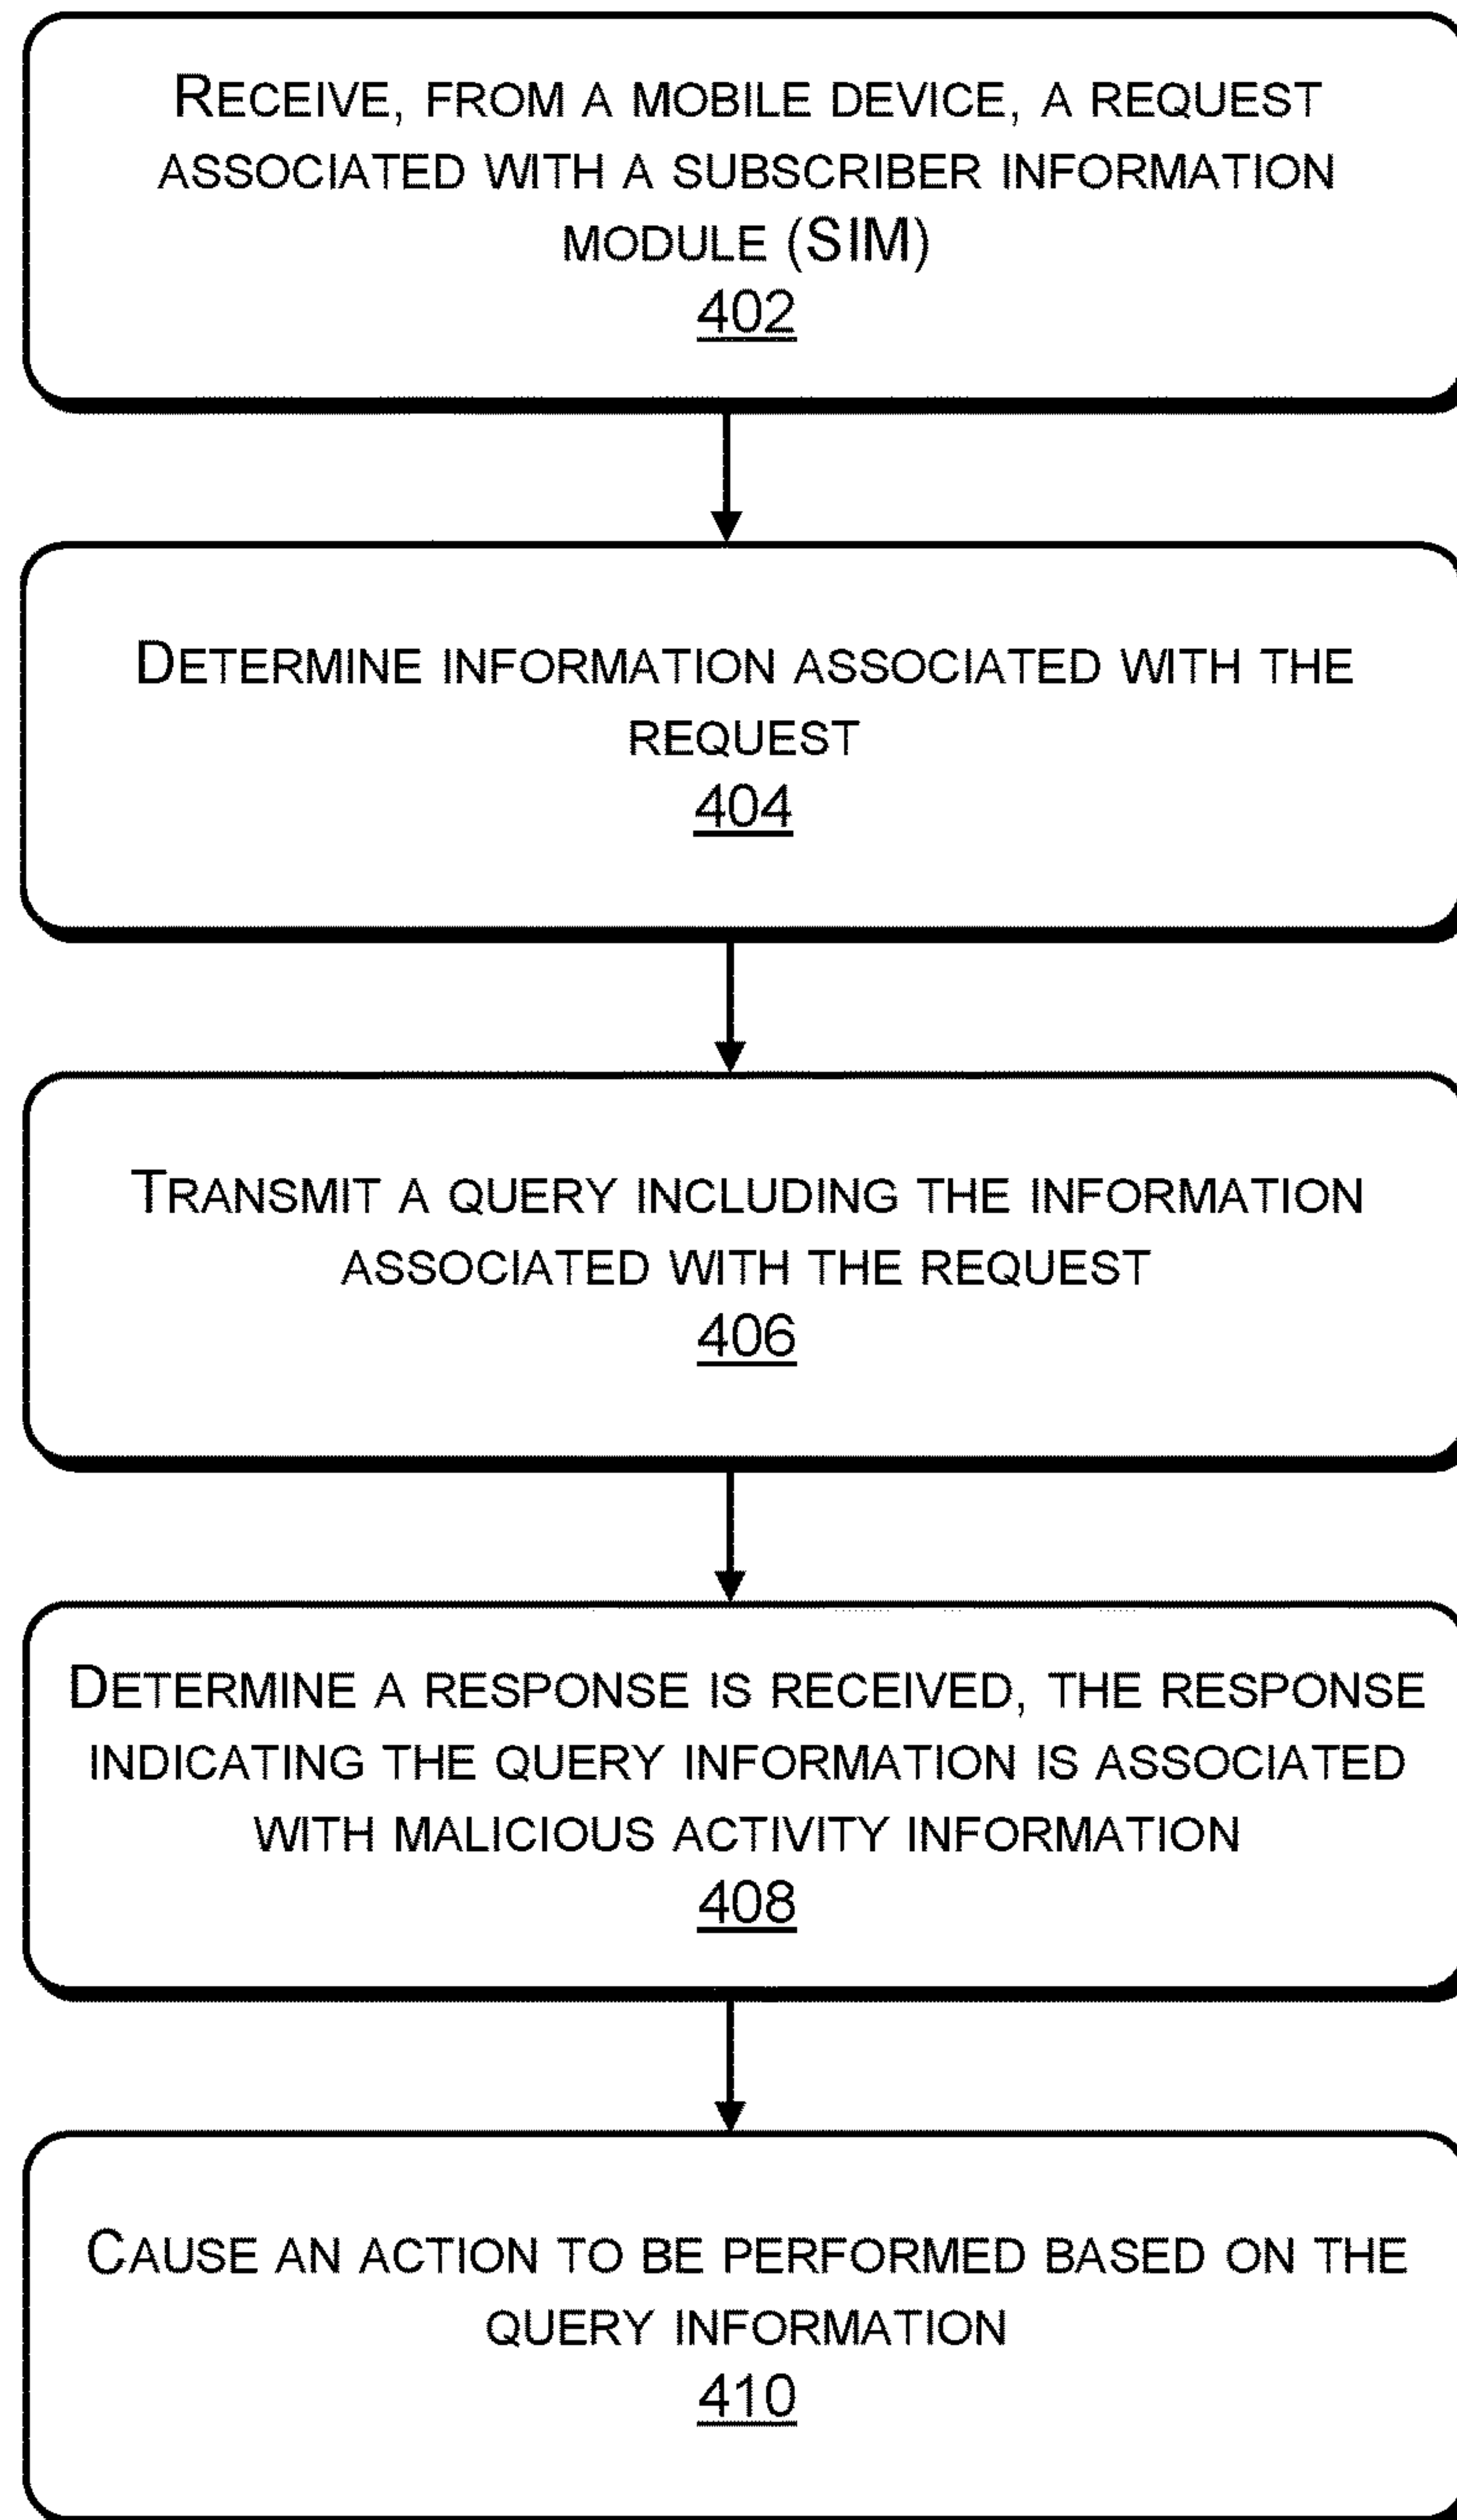 RECEIVE, FROM A MOBILE DEVICE, A REQUEST
ASSOCIATED WITH A SUBSCRIBER INFORMATION
MODULE (SIM)
402
DETERMINE INFORMATION ASSOCIATED WITH THE
REQUEST
404
TRANSMIT A QUERY INCLUDING THE INFORMATION
ASSOCIATED WITH THE REQUEST
406
DETERMINE A RESPONSE IS RECEIVED, THE RESPONSE
INDICATING THE QUERY INFORMATION IS ASSOCIATED
WITH MALICIOUS ACTIVITY INFORMATION
408
CAUSE AN ACTION TO BE PERFORMED BASED ON THE
QUERY INFORMATION
410